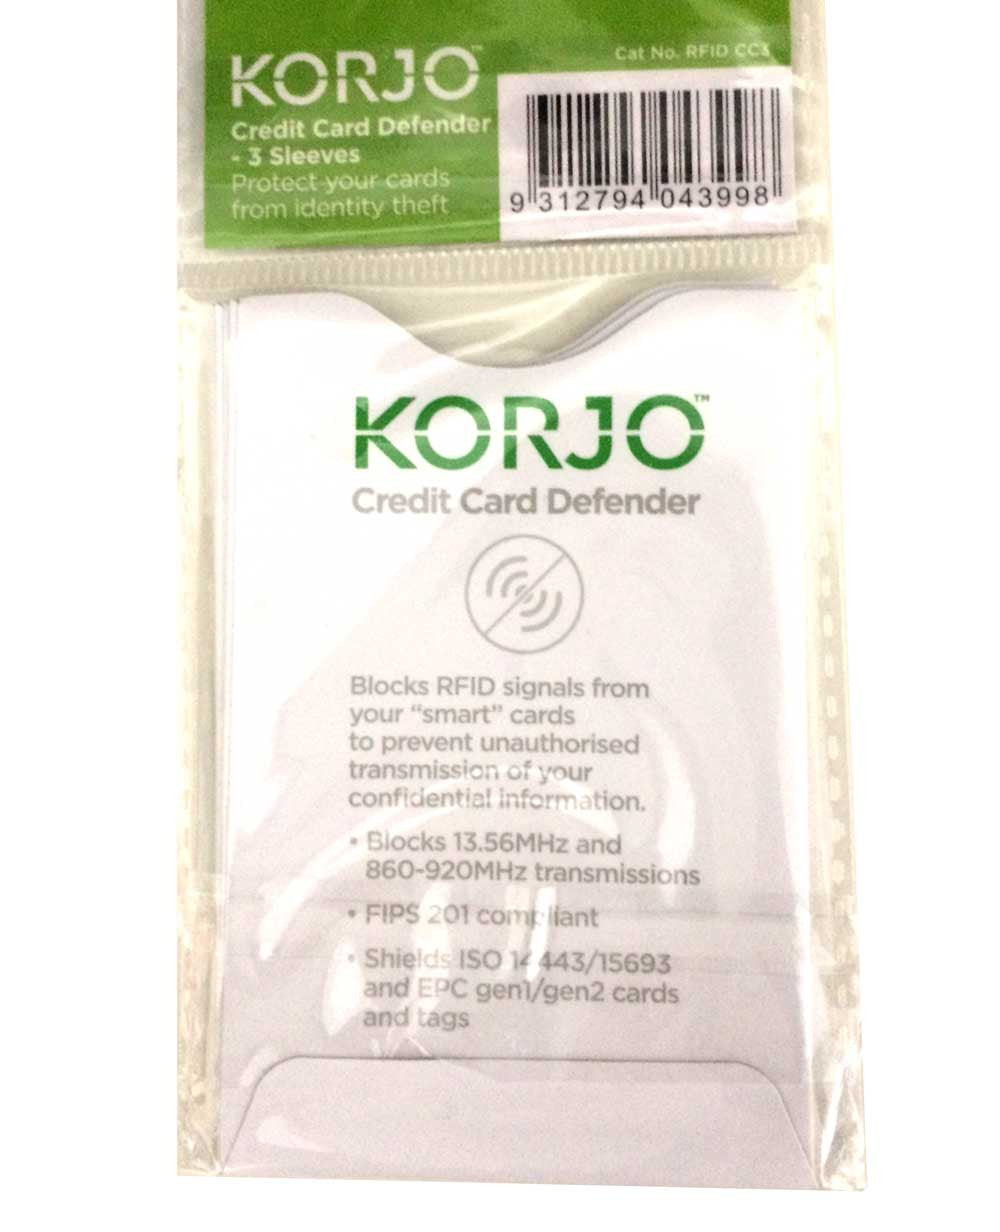 KORJO™
Cat No. RFID CC3
Credit Card Defender
- 3 Sleeves
Protect your cards
from identity theft
9 312794 043998
KORJO™
Credit Card Defender
Blocks RFID signals from
your “smart” cards
to prevent unauthorised
transmission of your
confidential information.
• Blocks 13.56MHz and
860-920MHz transmissions
• FIPS 201 compliant
• Shields ISO 14443/15693
and EPC gen1/gen2 cards
and tags